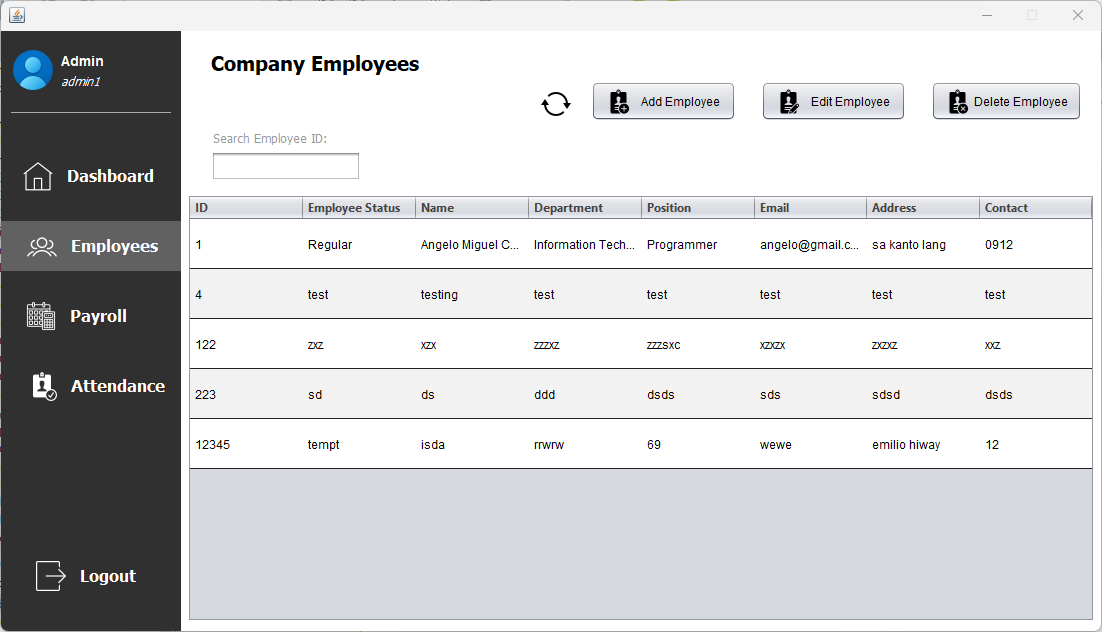 Admin
admin1
Dashboard
Employees
Payroll
Attendance
Logout
Company Employees
Add Employee
Edit Employee
Delete Employee
Search Employee ID:
ID Employee Status Name Department Position Email Address Contact
1 Regular Angelo Miguel C... Information Tech... Programmer angelo@gmail.c... sa kanto lang 0912
4 test testing test test test test test
122 zxz xzx zzzxz zzzsxc xzxzx zxzxz xxz
223 sd ds ddd dsds sds sdsd dsds
12345 tempt isda rrwrw 69 wewe emilio hiway 12